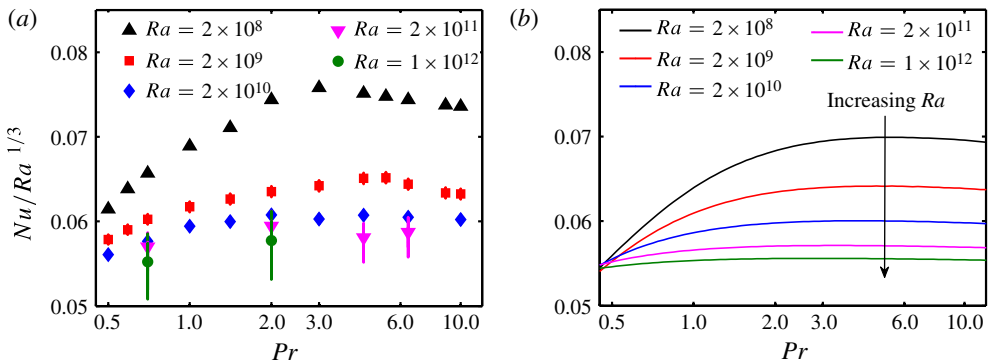 (a)
0.08
0.07
0.06
0.05
Nu/Ra^{1/3}
Ra = 2 × 10^8
Ra = 2 × 10^9
Ra = 2 × 10^{10}
Ra = 2 × 10^{11}
Ra = 1 × 10^{12}
0.5 1.0 2.0 3.0 6.0 10.0
Pr
(b)
0.08
0.07
0.06
0.05
Ra = 2 × 10^8
Ra = 2 × 10^9
Ra = 2 × 10^{10}
Ra = 2 × 10^{11}
Ra = 1 × 10^{12}
Increasing Ra
0.5 1.0 3.0 6.0 10.0
Pr